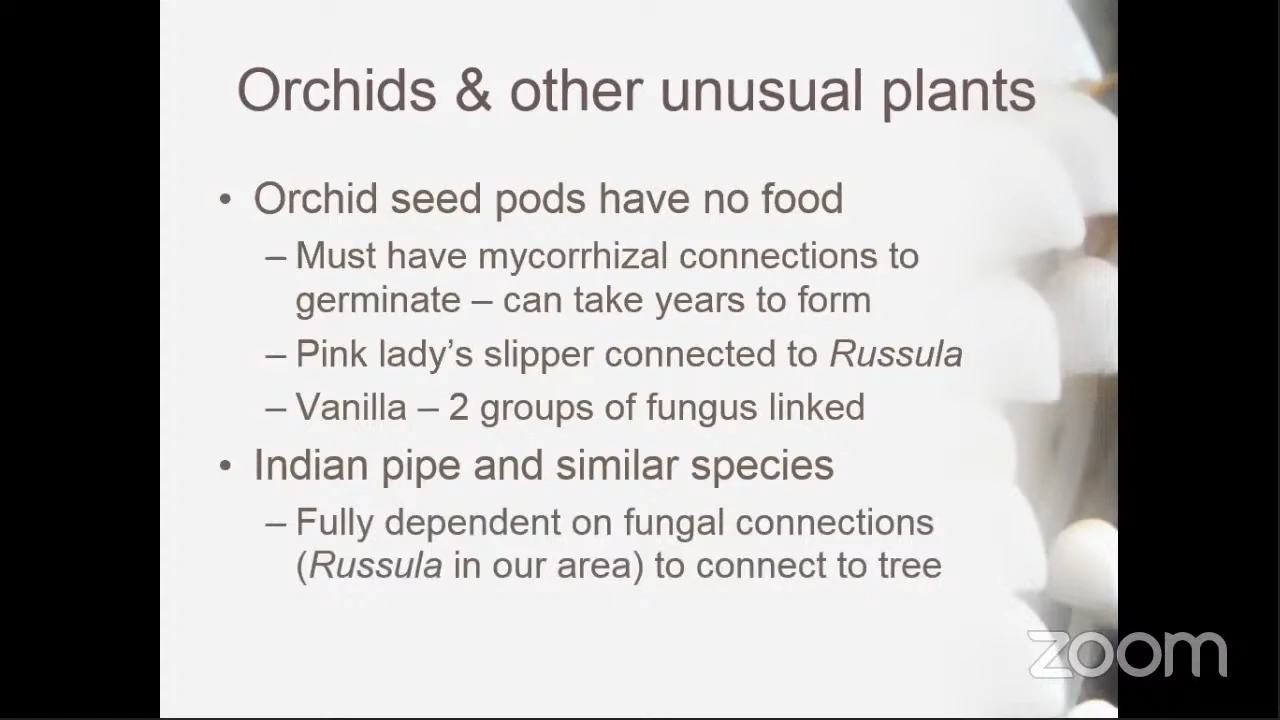 Orchids & other unusual plants
• Orchid seed pods have no food
– Must have mycorrhizal connections to
germinate – can take years to form
– Pink lady’s slipper connected to Russula
– Vanilla – 2 groups of fungus linked
• Indian pipe and similar species
– Fully dependent on fungal connections
(Russula in our area) to connect to tree
zoom